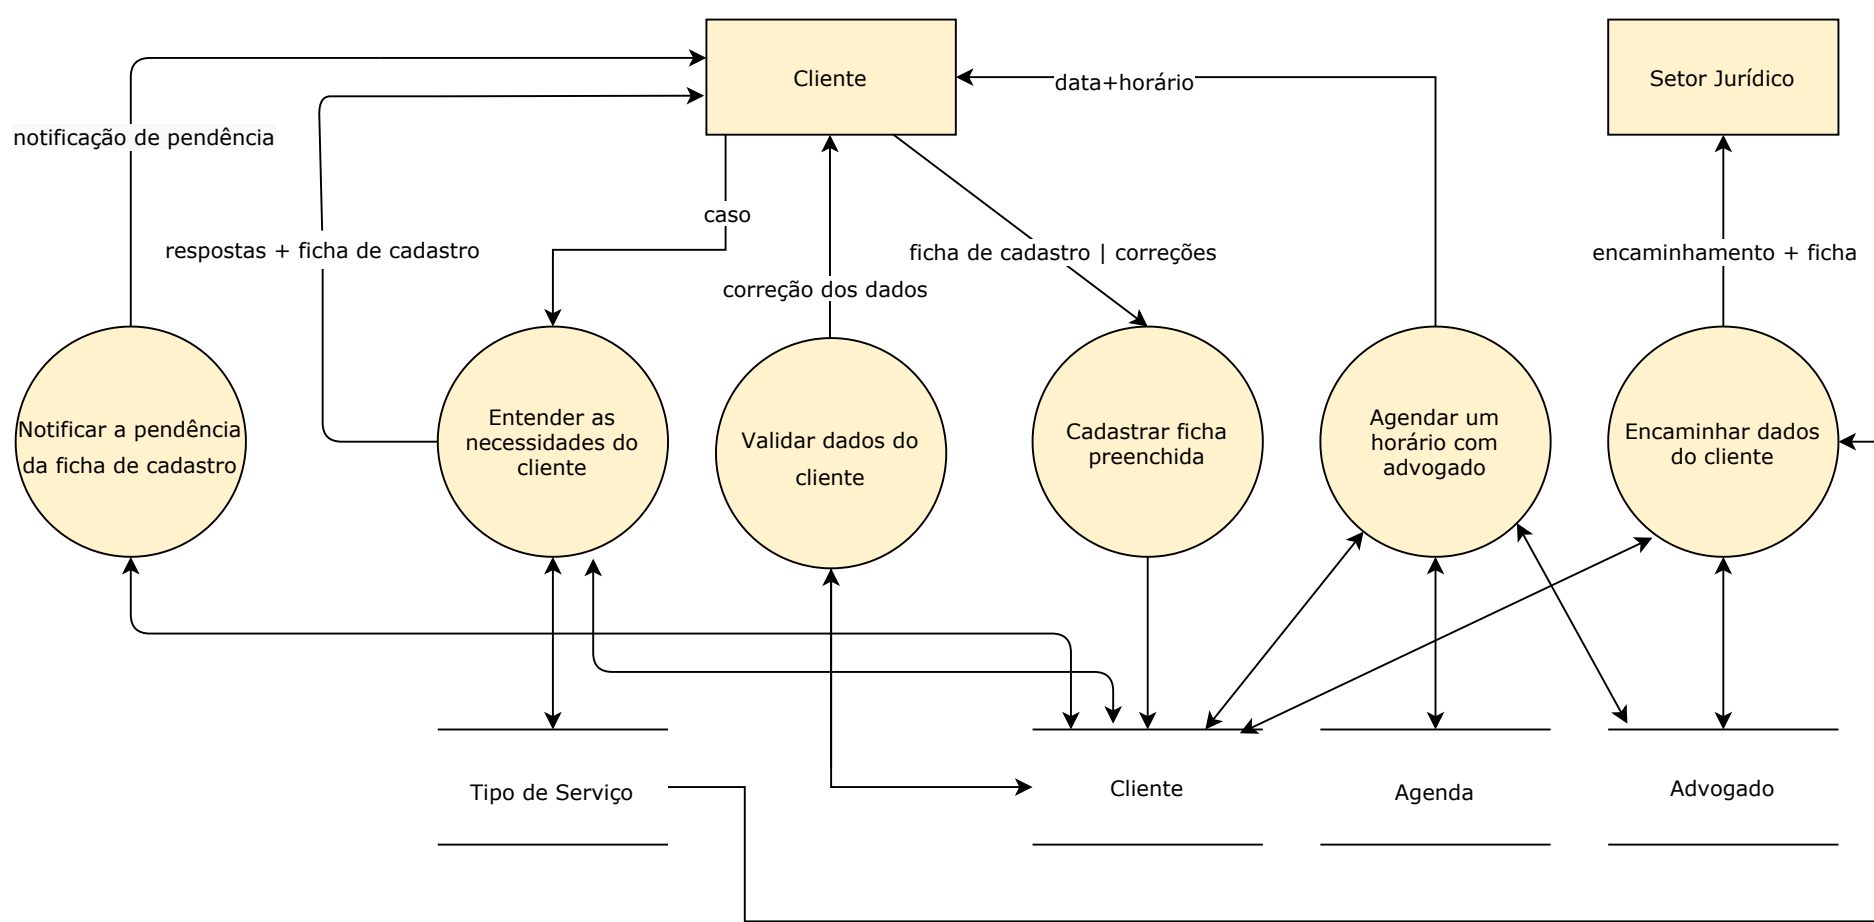 Cliente
Setor Jurídico
data+horário
notificação de pendência
caso
respostas + ficha de cadastro
ficha de cadastro | correções
encaminhamento + ficha
correção dos dados
Notificar a pendência
da ficha de cadastro
Entender as
necessidades do
cliente
Validar dados do
cliente
Cadastrar ficha
preenchida
Agendar um
horário com
advogado
Encaminhar dados
do cliente
Tipo de Serviço
Cliente
Agenda
Advogado